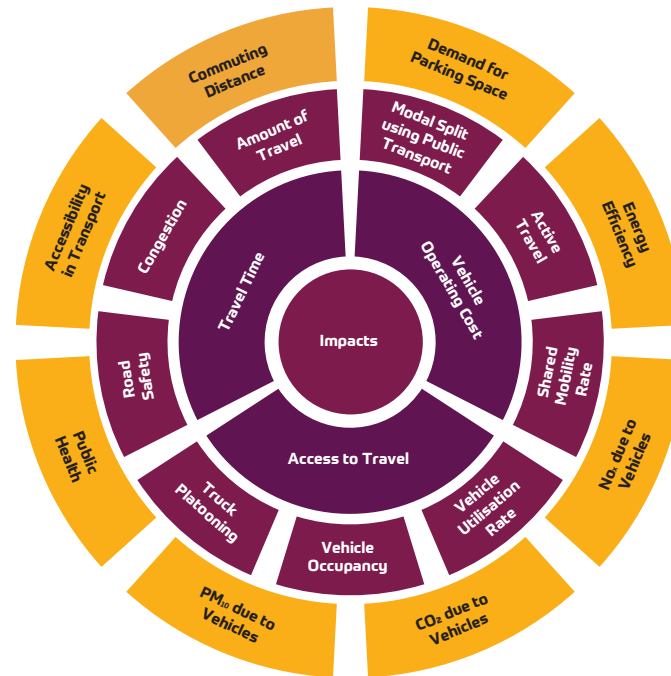 Commuting
Distance
Demand for
Parking Space
Amount of
Travel
Modal Split
using Public
Transport
Accessibility
in Transport
Congestion
Travel Time
Vehicle
Operating Cost
Active
Travel
Energy
Efficiency
Impacts
Road
Safety
Shared
Mobility
Rate
Public
Health
Access to Travel
Noₓ due to
Vehicles
Truck
Platooning
Vehicle
Occupancy
Vehicle
Utilisation
Rate
PM₁₀ due to
Vehicles
CO₂ due to
Vehicles